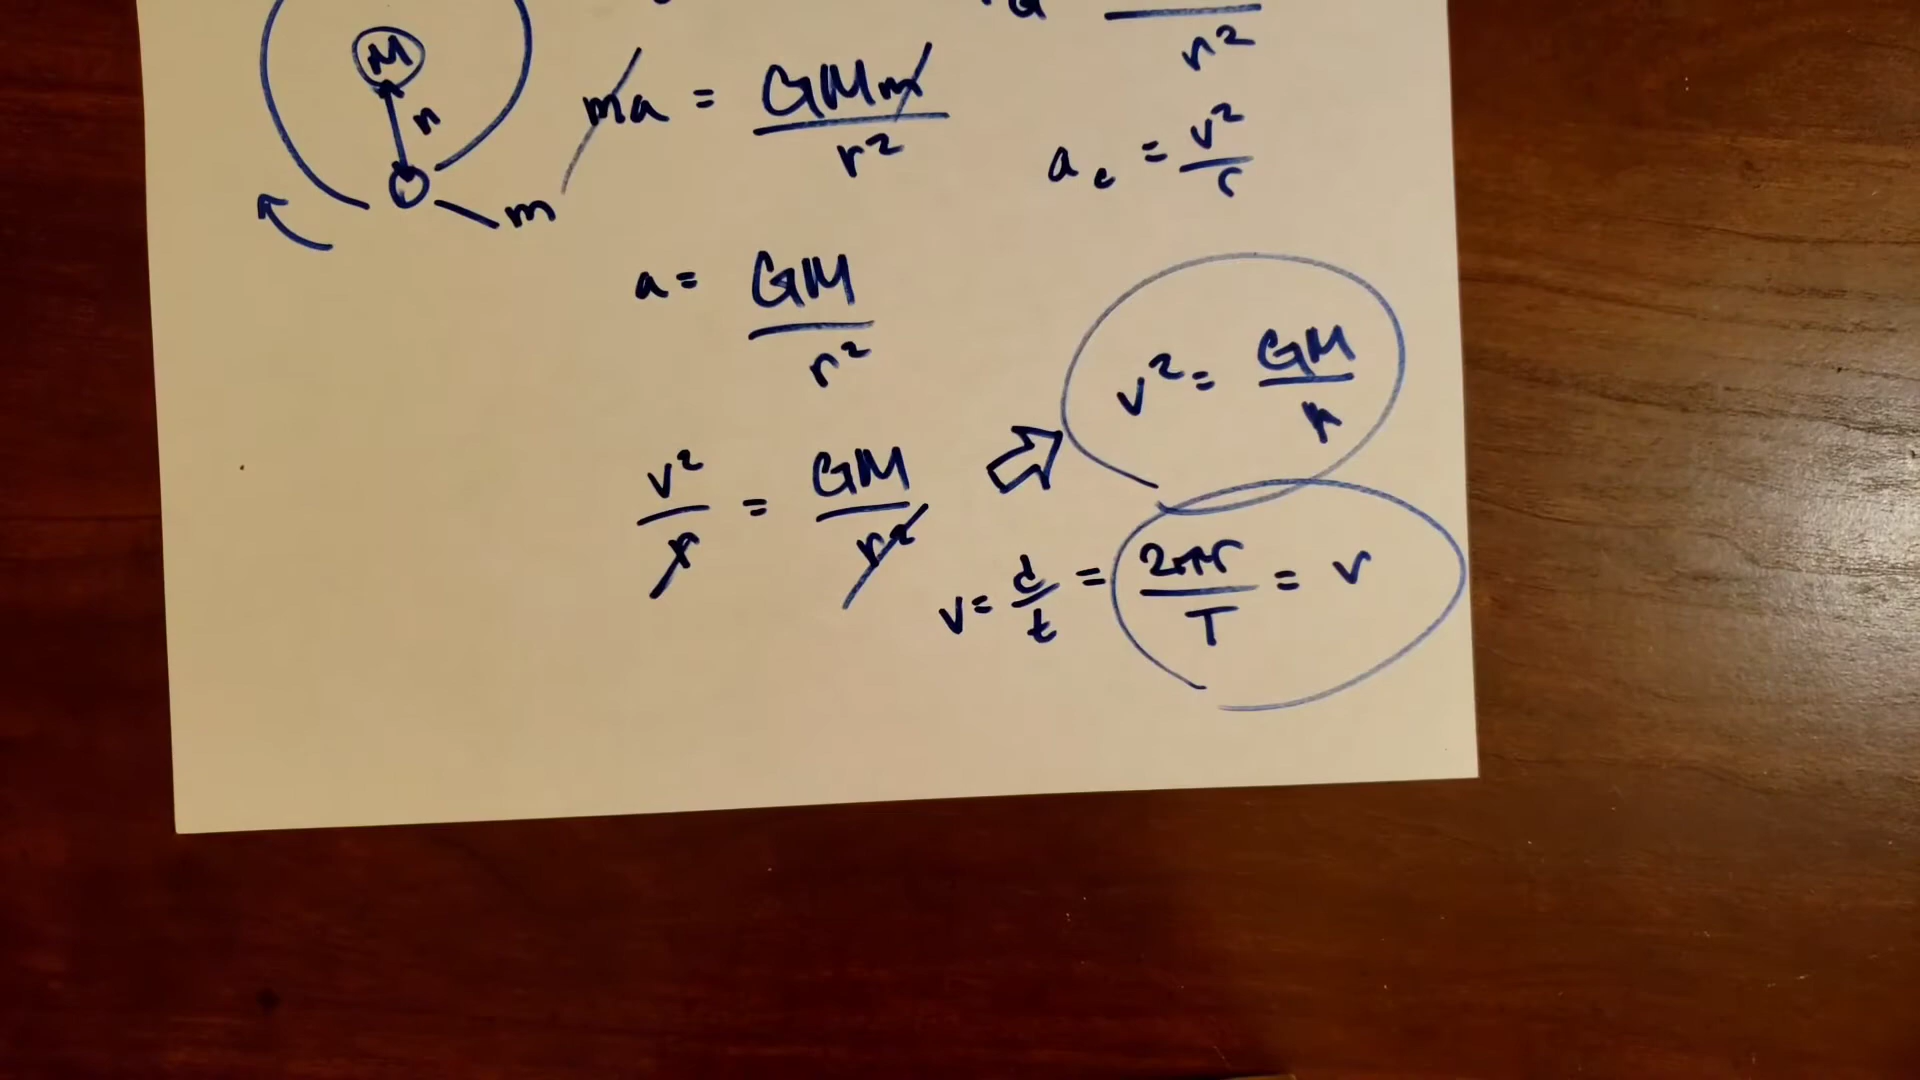 M
r
m
r²
ma = GMm / r²
a_c = v² / r
a = GM / r²
v² / r = GM / r²
v² = GM / r
v = d / t = 2πr / T = v